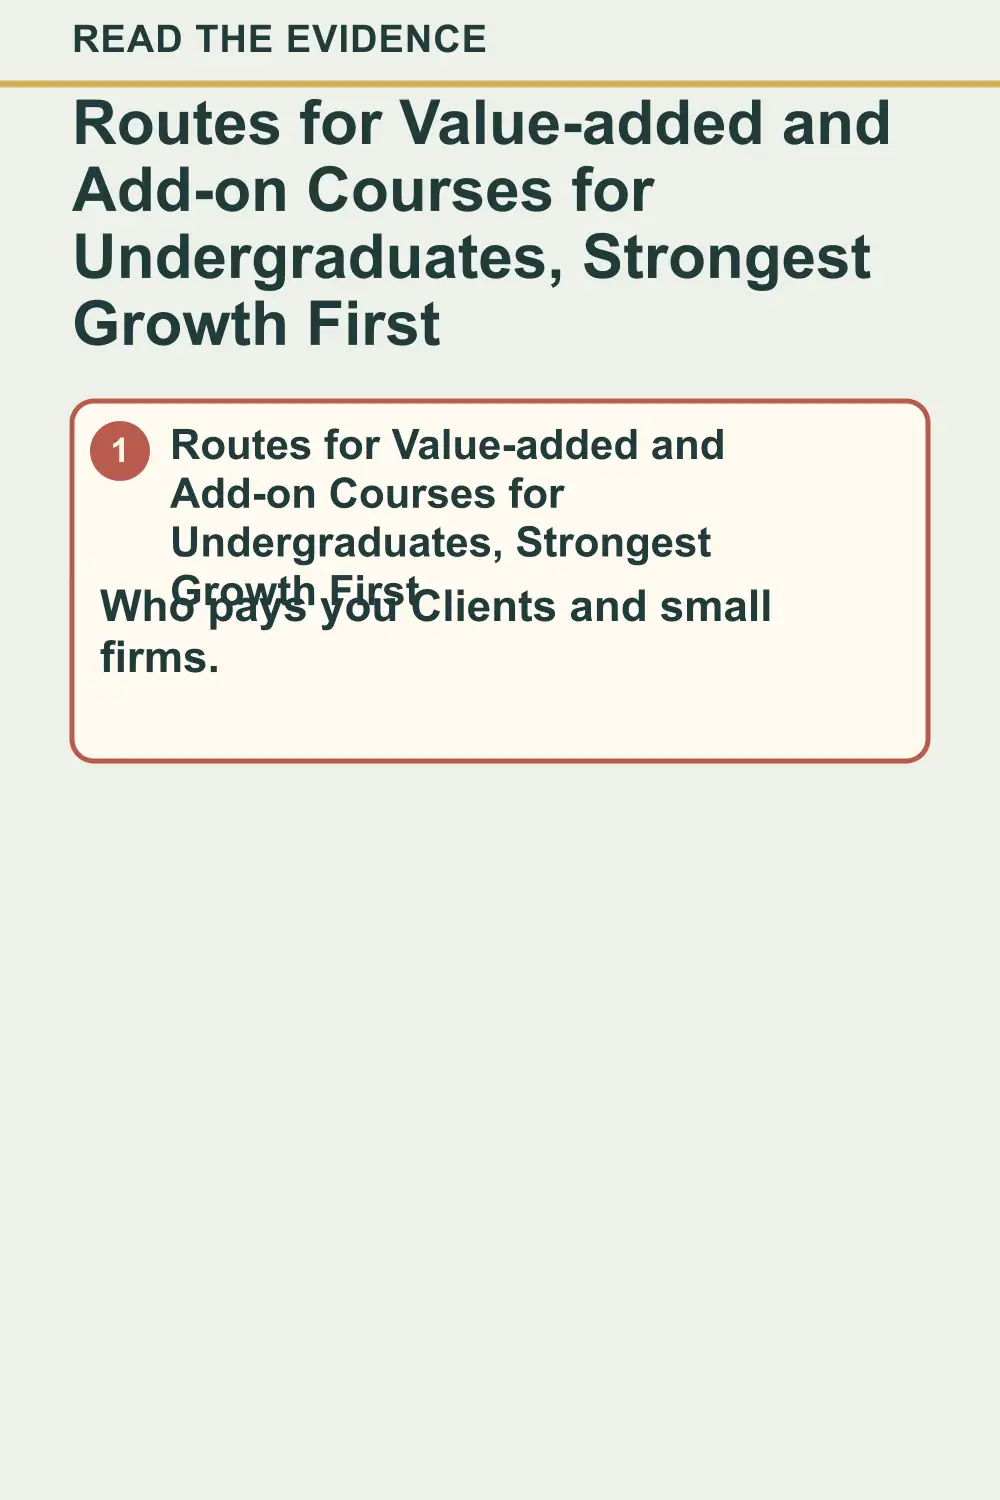 READ THE EVIDENCE
Routes for Value-added and
Add-on Courses for
Undergraduates, Strongest
Growth First
1
Routes for Value-added and
Add-on Courses for
Undergraduates, Strongest
Growth First
Who pays you Clients and small
firms.